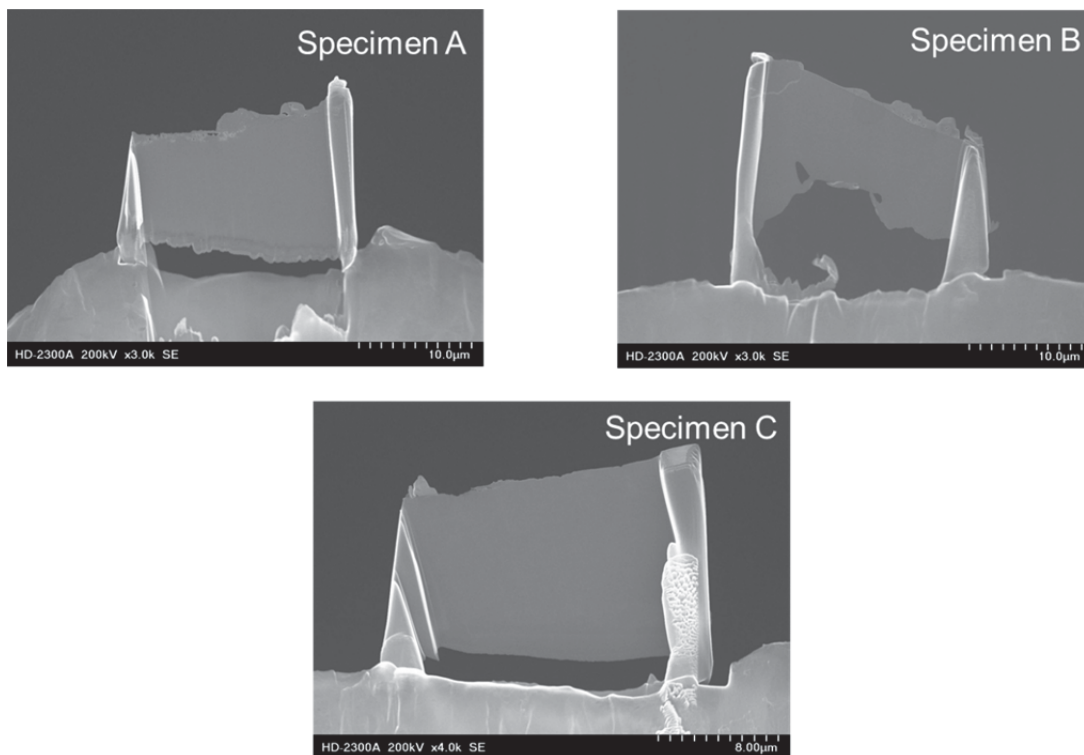 Specimen A
HD-2300A 200kV x3.0k SE
10.0µm
Specimen B
HD-2300A 200kV x3.0k SE
10.0µm
Specimen C
HD-2300A 200kV x4.0k SE
8.00µm